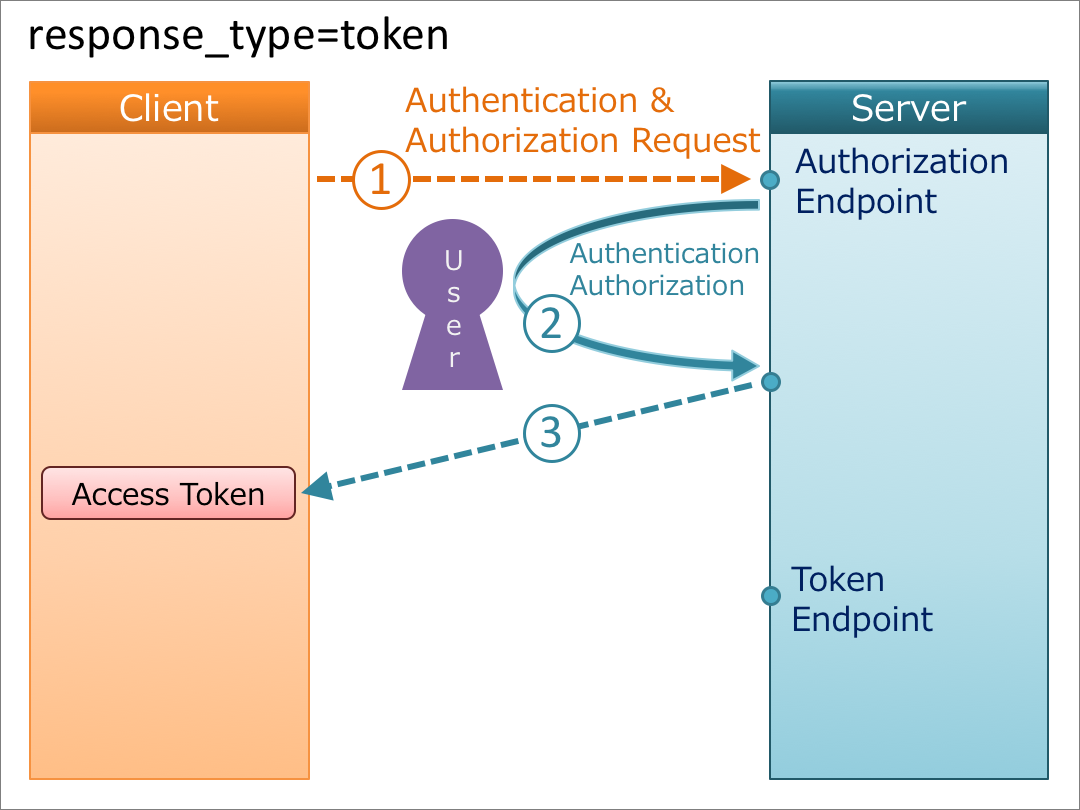 response_type=token
Client
Authentication &
Authorization Request
Server
1
Authorization
Endpoint
User
Authentication
Authorization
2
3
Access Token
Token
Endpoint